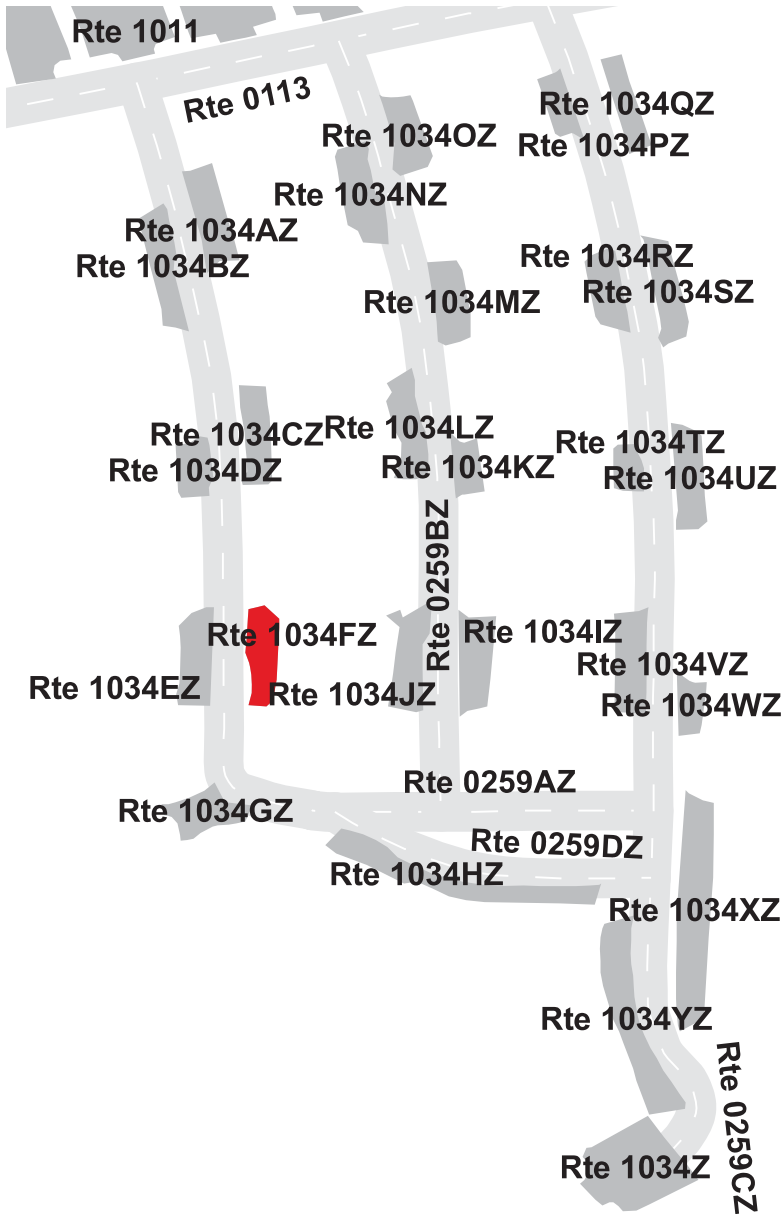 Rte 1011
Rte 0113
Rte 1034QZ
Rte 1034OZ
Rte 1034PZ
Rte 1034NZ
Rte 1034AZ
Rte 1034BZ
Rte 1034RZ
Rte 1034SZ
Rte 1034MZ
Rte 1034CZ
Rte 1034LZ
Rte 1034TZ
Rte 1034DZ
Rte 1034KZ
Rte 1034UZ
Rte 0259BZ
Rte 1034FZ
Rte 1034IZ
Rte 1034VZ
Rte 1034EZ
Rte 1034JZ
Rte 1034WZ
Rte 0259AZ
Rte 1034GZ
Rte 0259DZ
Rte 1034HZ
Rte 1034XZ
Rte 1034YZ
Rte 0259CZ
Rte 1034Z